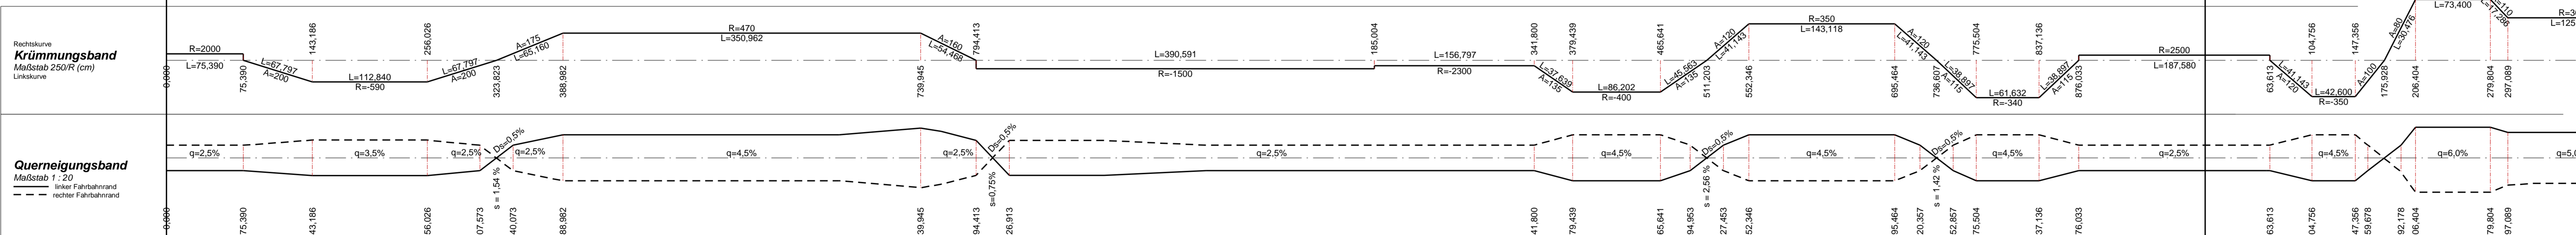 Rechtskurve
Krümmungsband
Maßstab 250/R (cm)
Linkskurve
0,000
R=2000
L=75,390
75,390
L=67,797
A=200
143,186
L=112,840
R=-590
256,026
L=67,797
A=200
323,823
A=175
L=65,160
388,982
R=470
L=350,962
739,945
A=160
L=54,468
794,413
L=390,591
R=-1500
185,004
L=156,797
R=-2300
341,800
L=37,639
A=135
379,439
L=86,202
R=-400
465,641
L=45,563
A=135
511,203
A=120
L=41,143
552,346
R=350
L=143,118
695,464
A=120
L=41,143
736,607
L=38,897
A=115
775,504
L=61,632
R=-340
837,136
L=38,897
A=115
876,033
R=2500
L=187,580
63,613
L=41,143
A=120
104,756
L=42,600
R=-350
147,356
A=100
175,928
A=80
L=30,476
206,404
L=73,400
279,804
=110
L=17,286
297,089
R=3
L=125
Querneigungsband
Maßstab 1 : 20
linker Fahrbahnrand
rechter Fahrbahnrand
q=2,5%
q=3,5%
q=2,5%
Ds=0,5%
s = 1,54 %
q=2,5%
q=4,5%
q=2,5%
Ds=0,5%
s=0,75%
q=2,5%
q=4,5%
Ds=0,5%
s = 2,56 %
q=4,5%
Ds=0,5%
s = 1,42 %
q=4,5%
q=2,5%
q=4,5%
q=6,0%
q=5,0
0,000
75,390
43,186
56,026
07,573
40,073
88,982
39,945
94,413
26,913
41,800
79,439
65,641
94,953
27,453
52,346
95,464
20,357
52,857
75,504
37,136
76,033
63,613
04,756
47,356
59,678
92,178
06,404
79,804
97,089